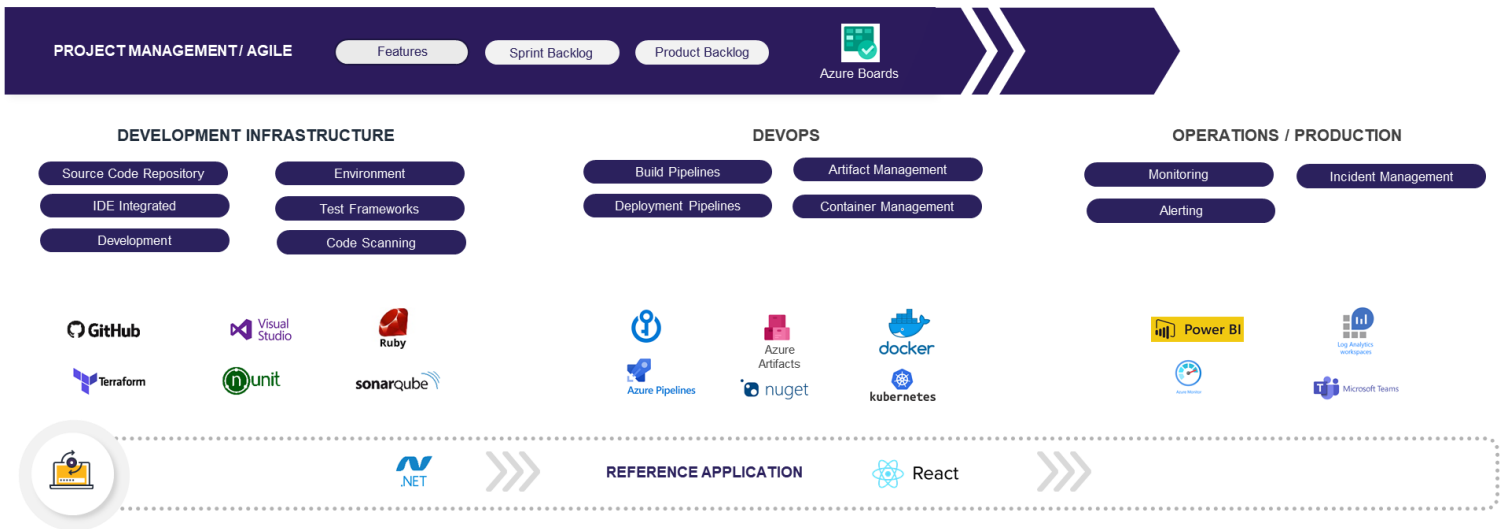 PROJECT MANAGEMENT / AGILE
Features
Sprint Backlog
Product Backlog
Azure Boards
DEVELOPMENT INFRASTRUCTURE
Source Code Repository
Environment
IDE Integrated
Test Frameworks
Development
Code Scanning
DEVOPS
Build Pipelines
Artifact Management
Deployment Pipelines
Container Management
OPERATIONS / PRODUCTION
Monitoring
Incident Management
Alerting
GitHub
Visual
Studio
Ruby
Terraform
n unit
sonarqube
Azure
Artifacts
docker
Azure Pipelines
nuget
kubernetes
Power BI
Log Analytics
workspaces
Azure Monitor
Microsoft Teams
.NET
REFERENCE APPLICATION
React